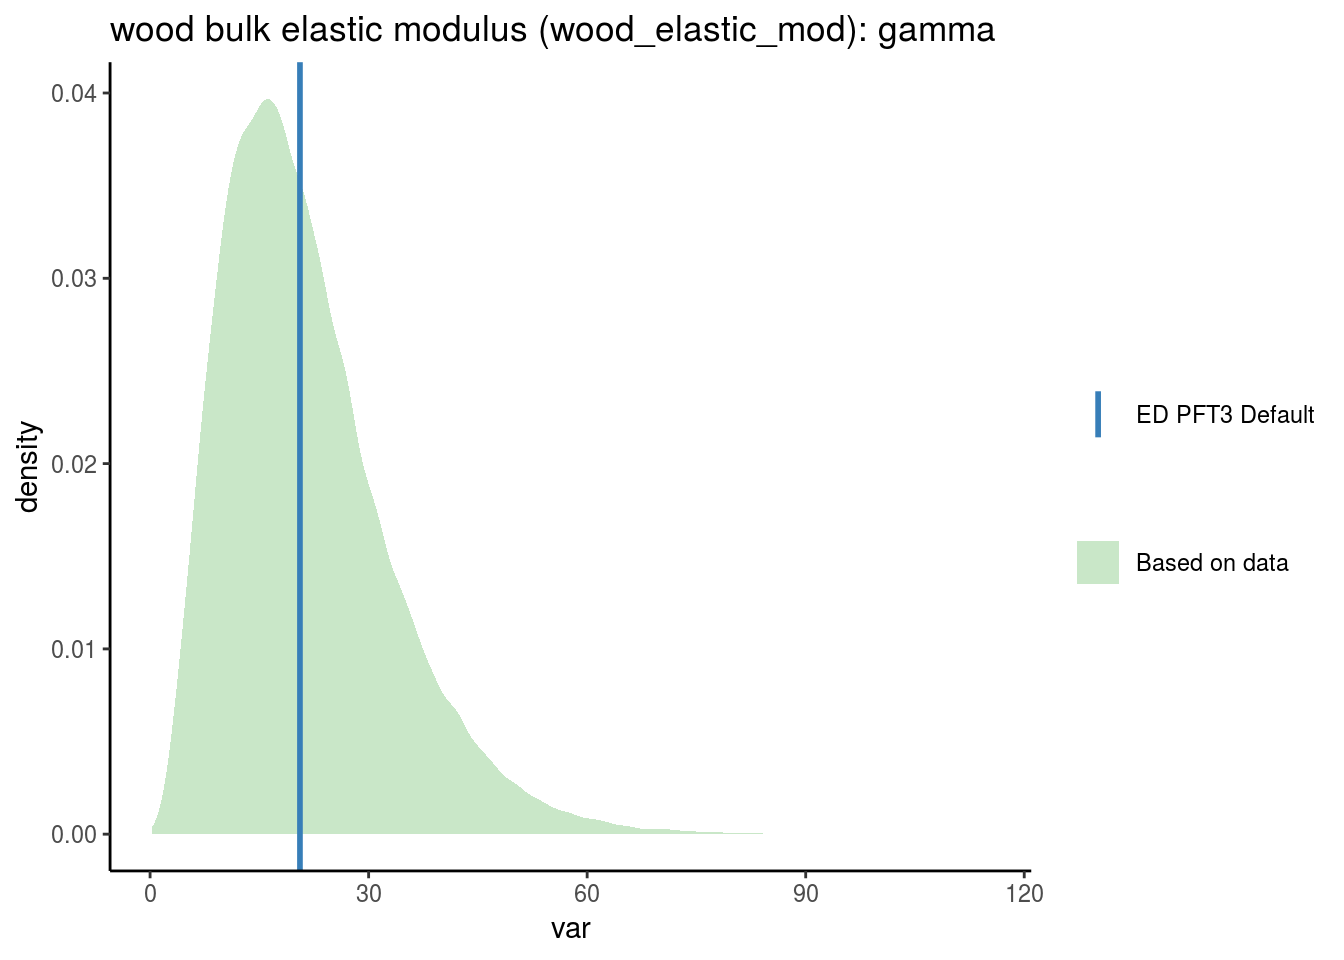 wood bulk elastic modulus (wood_elastic_mod): gamma
0.04
0.03
0.02
0.01
0.00
density
0
30
60
90
120
var
ED PFT3 Default
Based on data